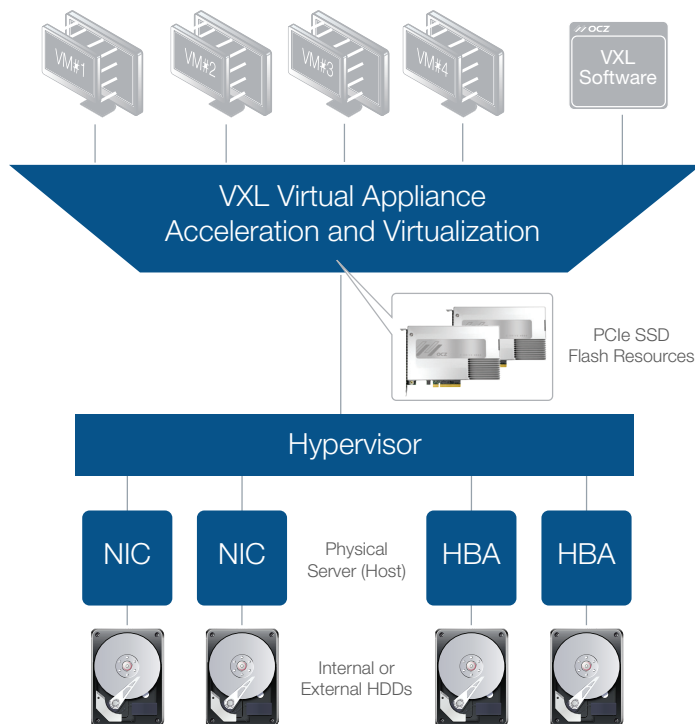 VM#1
VM#2
VM#3
VM#4
OCZ
VXL
Software
VXL Virtual Appliance
Acceleration and Virtualization
OCZ
PCIe SSD
Flash Resources
Hypervisor
NIC
NIC
Physical
Server (Host)
HBA
HBA
Internal or
External HDDs